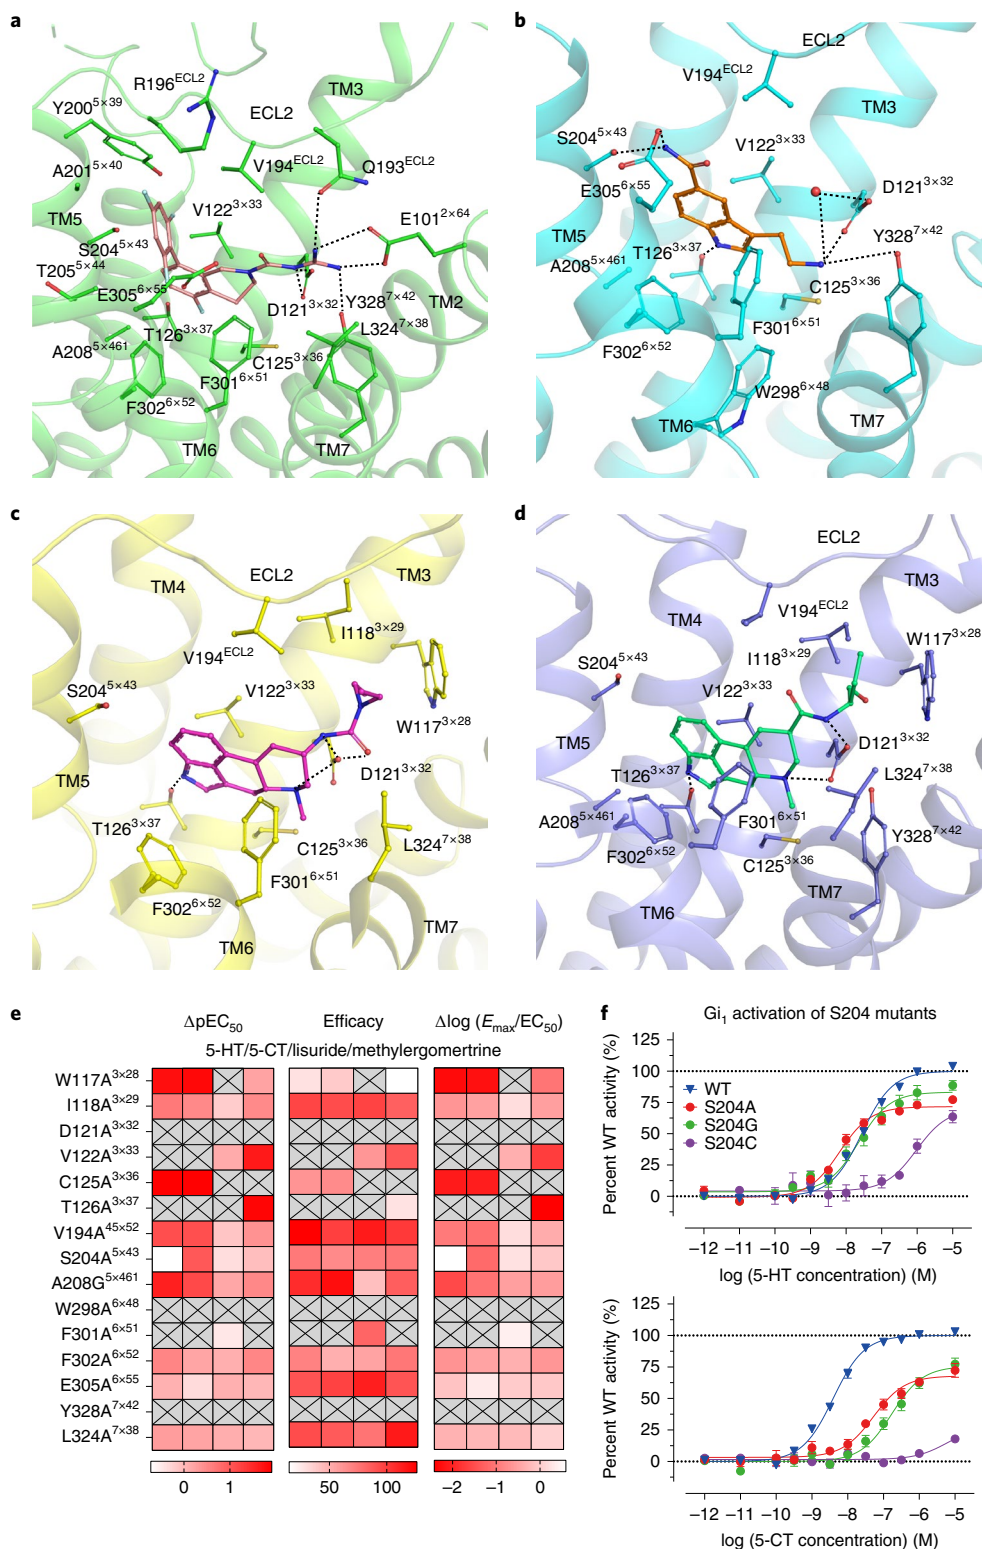 a
R196ECL2
ECL2
TM3
Y2005×39
A2015×40
V194ECL2
Q193ECL2
TM5
V1223×33
E1012×64
S2045×43
T2055×44
E3056×55
D1213×32
Y3287×42
TM2
T1263×37
L3247×38
A2085×461
C1253×36
F3016×51
F3026×52
TM6
TM7
b
ECL2
V194ECL2
TM3
S2045×43
V1223×33
D1213×32
E3056×55
TM5
T1263×37
Y3287×42
A2085×461
C1253×36
F3016×51
F3026×52
W2986×48
TM6
TM7
c
ECL2
TM3
TM4
I1183×29
V194ECL2
S2045×43
V1223×33
W1173×28
TM5
D1213×32
T1263×37
C1253×36
L3247×38
F3016×51
F3026×52
TM6
TM7
d
ECL2
TM3
TM4
V194ECL2
W1173×28
S2045×43
I1183×29
V1223×33
TM5
D1213×32
T1263×37
L3247×38
A2085×461
F3016×51
Y3287×42
F3026×52
C1253×36
TM7
TM6
e
ΔpEC50
Efficacy
Δlog (Emax/EC50)
5-HT/5-CT/lisuride/methylergomertrine
W117A3×28
I118A3×29
D121A3×32
V122A3×33
C125A3×36
T126A3×37
V194A45×52
S204A5×43
A208G5×461
W298A6×48
F301A6×51
F302A6×52
E305A6×55
Y328A7×42
L324A7×38
0 1
50 100
−2 −1 0
f
Gi1 activation of S204 mutants
Percent WT activity (%)
125
100
75
50
25
0
WT
S204A
S204G
S204C
−12 −11 −10 −9 −8 −7 −6 −5
log (5-HT concentration) (M)
Percent WT activity (%)
125
100
75
50
25
0
−12 −11 −10 −9 −8 −7 −6 −5
log (5-CT concentration) (M)